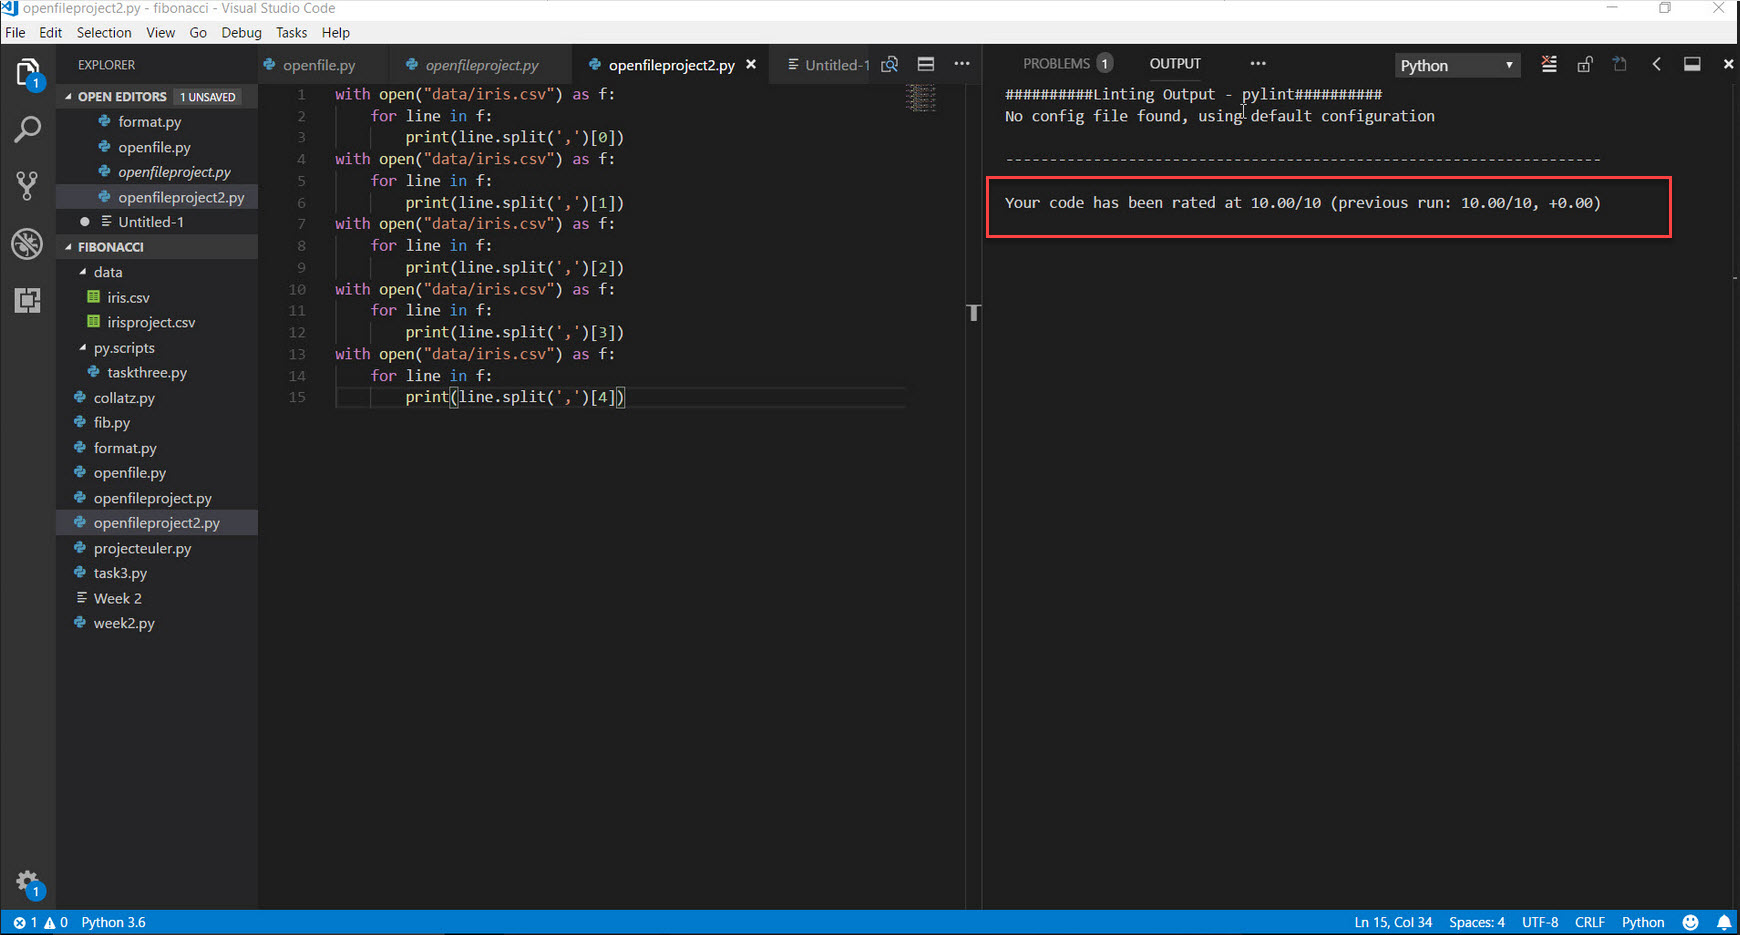 openfileproject2.py - fibonacci - Visual Studio Code
File Edit Selection View Go Debug Tasks Help
EXPLORER
OPEN EDITORS 1 UNSAVED
format.py
openfile.py
openfileproject.py
openfileproject2.py
Untitled-1
FIBONACCI
data
iris.csv
irisproject.csv
py.scripts
taskthree.py
collatz.py
fib.py
format.py
openfile.py
openfileproject.py
openfileproject2.py
projecteuler.py
task3.py
Week 2
week2.py
1
1
openfile.py openfileproject.py openfileproject2.py Untitled-1
1 with open("data/iris.csv") as f:
2 for line in f:
3 print(line.split(',')[0])
4 with open("data/iris.csv") as f:
5 for line in f:
6 print(line.split(',')[1])
7 with open("data/iris.csv") as f:
8 for line in f:
9 print(line.split(',')[2])
10 with open("data/iris.csv") as f:
11 for line in f:
12 print(line.split(',')[3])
13 with open("data/iris.csv") as f:
14 for line in f:
15 print(line.split(',')[4])
PROBLEMS 1 OUTPUT ••• Python
##########Linting Output - pylint##########
No config file found, using default configuration
--------------------------------------------------------------------
Your code has been rated at 10.00/10 (previous run: 10.00/10, +0.00)
T
1 0 Python 3.6 Ln 15, Col 34 Spaces: 4 UTF-8 CRLF Python